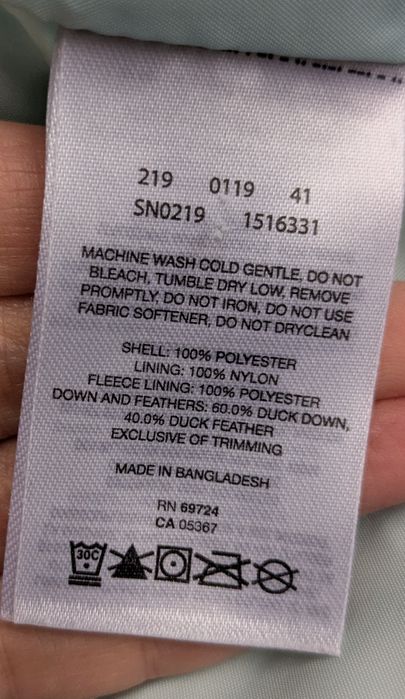 219 0119 41
SN0219 1516331
MACHINE WASH COLD GENTLE, DO NOT
BLEACH, TUMBLE DRY LOW, REMOVE
PROMPTLY, DO NOT IRON, DO NOT USE
FABRIC SOFTENER, DO NOT DRYCLEAN
SHELL: 100% POLYESTER
LINING: 100% NYLON
FLEECE LINING: 100% POLYESTER
DOWN AND FEATHERS: 60.0% DUCK DOWN,
40.0% DUCK FEATHER
EXCLUSIVE OF TRIMMING
MADE IN BANGLADESH
RN 69724
CA 05367
30C